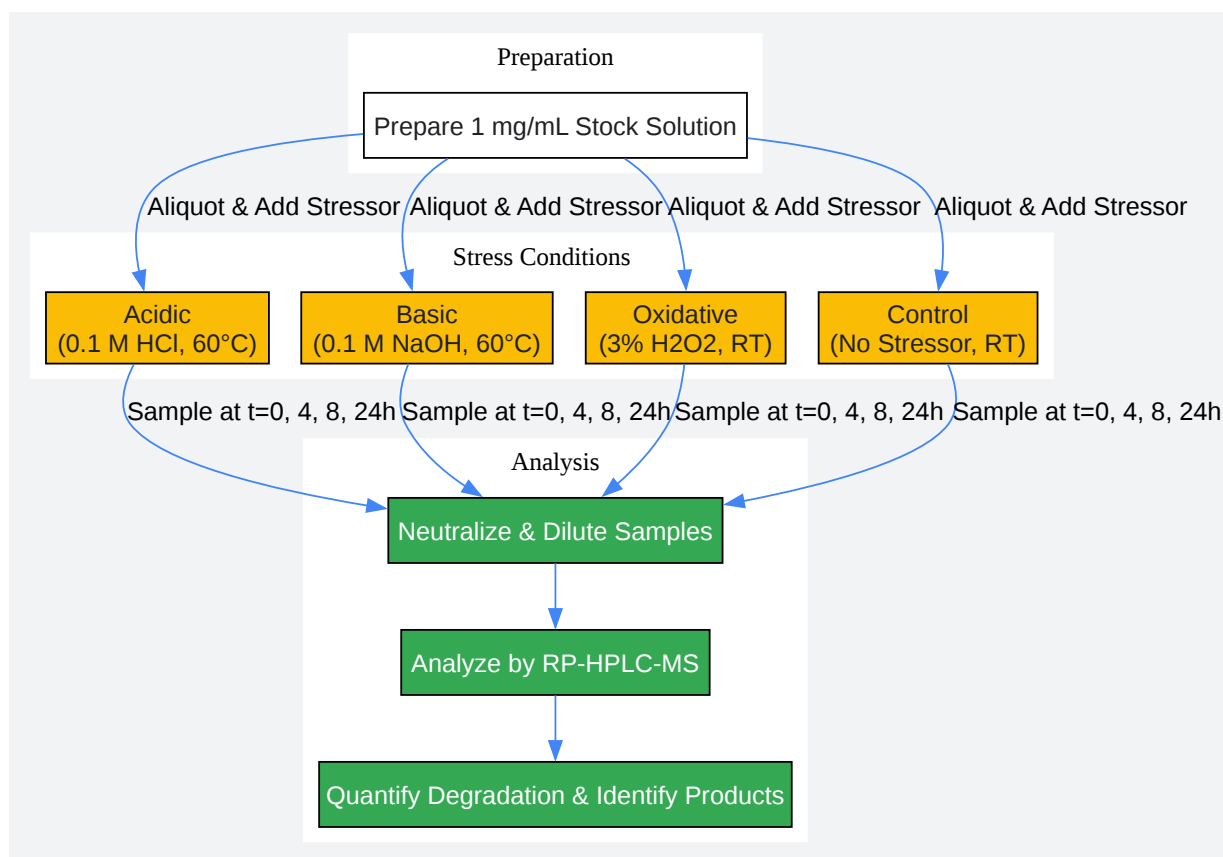 Preparation
Prepare 1 mg/mL Stock Solution
Aliquot & Add Stressor
Aliquot & Add Stressor
Aliquot & Add Stressor
Aliquot & Add Stressor
Stress Conditions
Acidic
(0.1 M HCl, 60°C)
Basic
(0.1 M NaOH, 60°C)
Oxidative
(3% H2O2, RT)
Control
(No Stressor, RT)
Sample at t=0, 4, 8, 24h
Sample at t=0, 4, 8, 24h
Sample at t=0, 4, 8, 24h
Sample at t=0, 4, 8, 24h
Analysis
Neutralize & Dilute Samples
Analyze by RP-HPLC-MS
Quantify Degradation & Identify Products